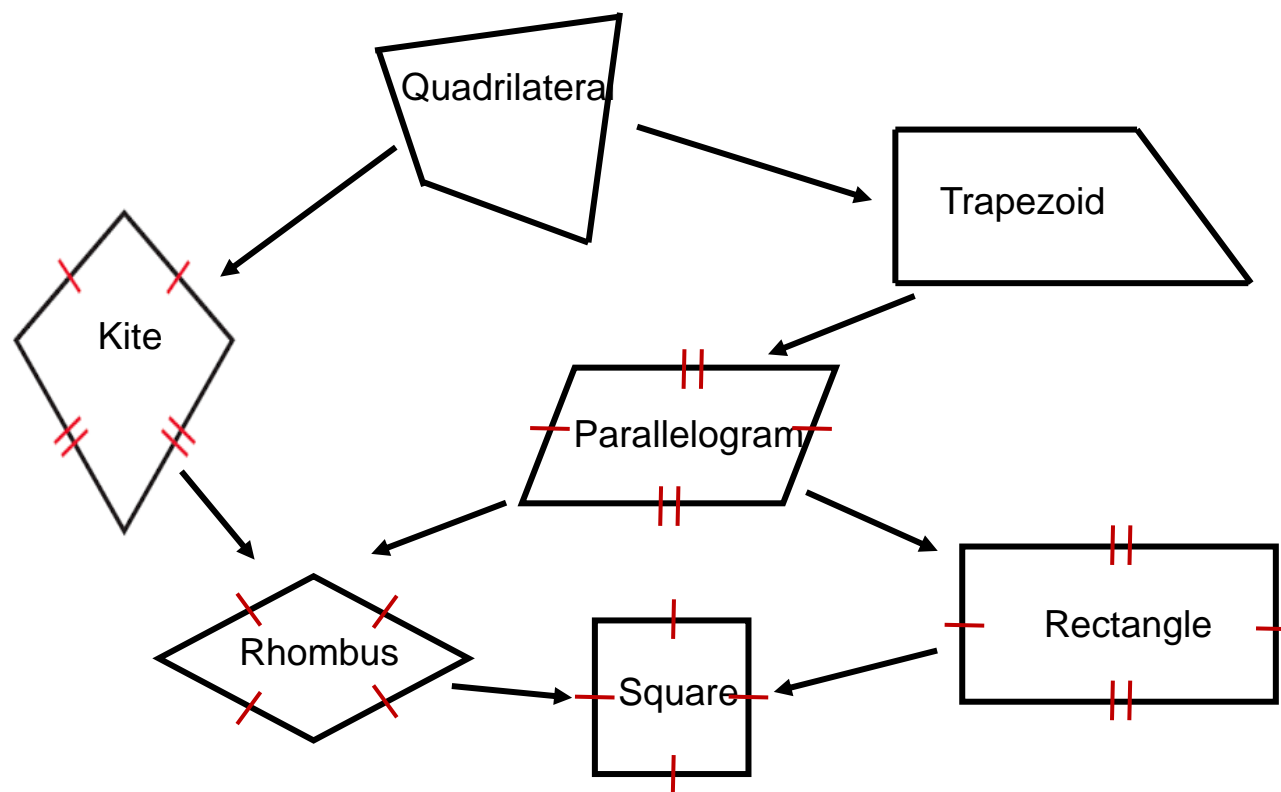 Quadrilateral
Trapezoid
Kite
Parallelogram
Rectangle
Rhombus
Square